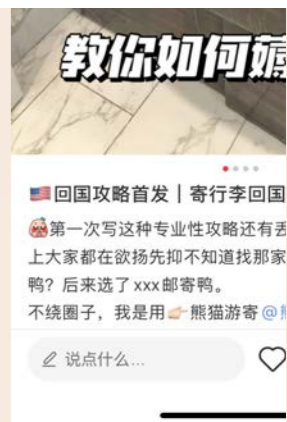 教你如何薅
🇺🇸回国攻略首发｜寄行李回国
第一次写这种专业性攻略还有丢
上大家都在欲扬先抑不知道找那家
鸭？后来选了xxx邮寄鸭。
不绕圈子，我是用👉🏻熊猫游寄@
说点什么...